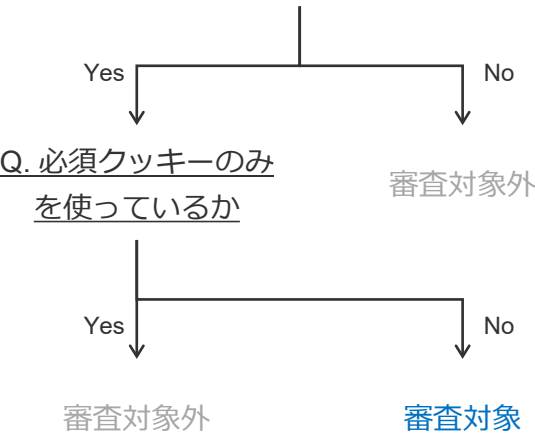 Yes
No
Q. 必須クッキーのみ
を使っているか
審査対象外
Yes
No
審査対象外
審査対象